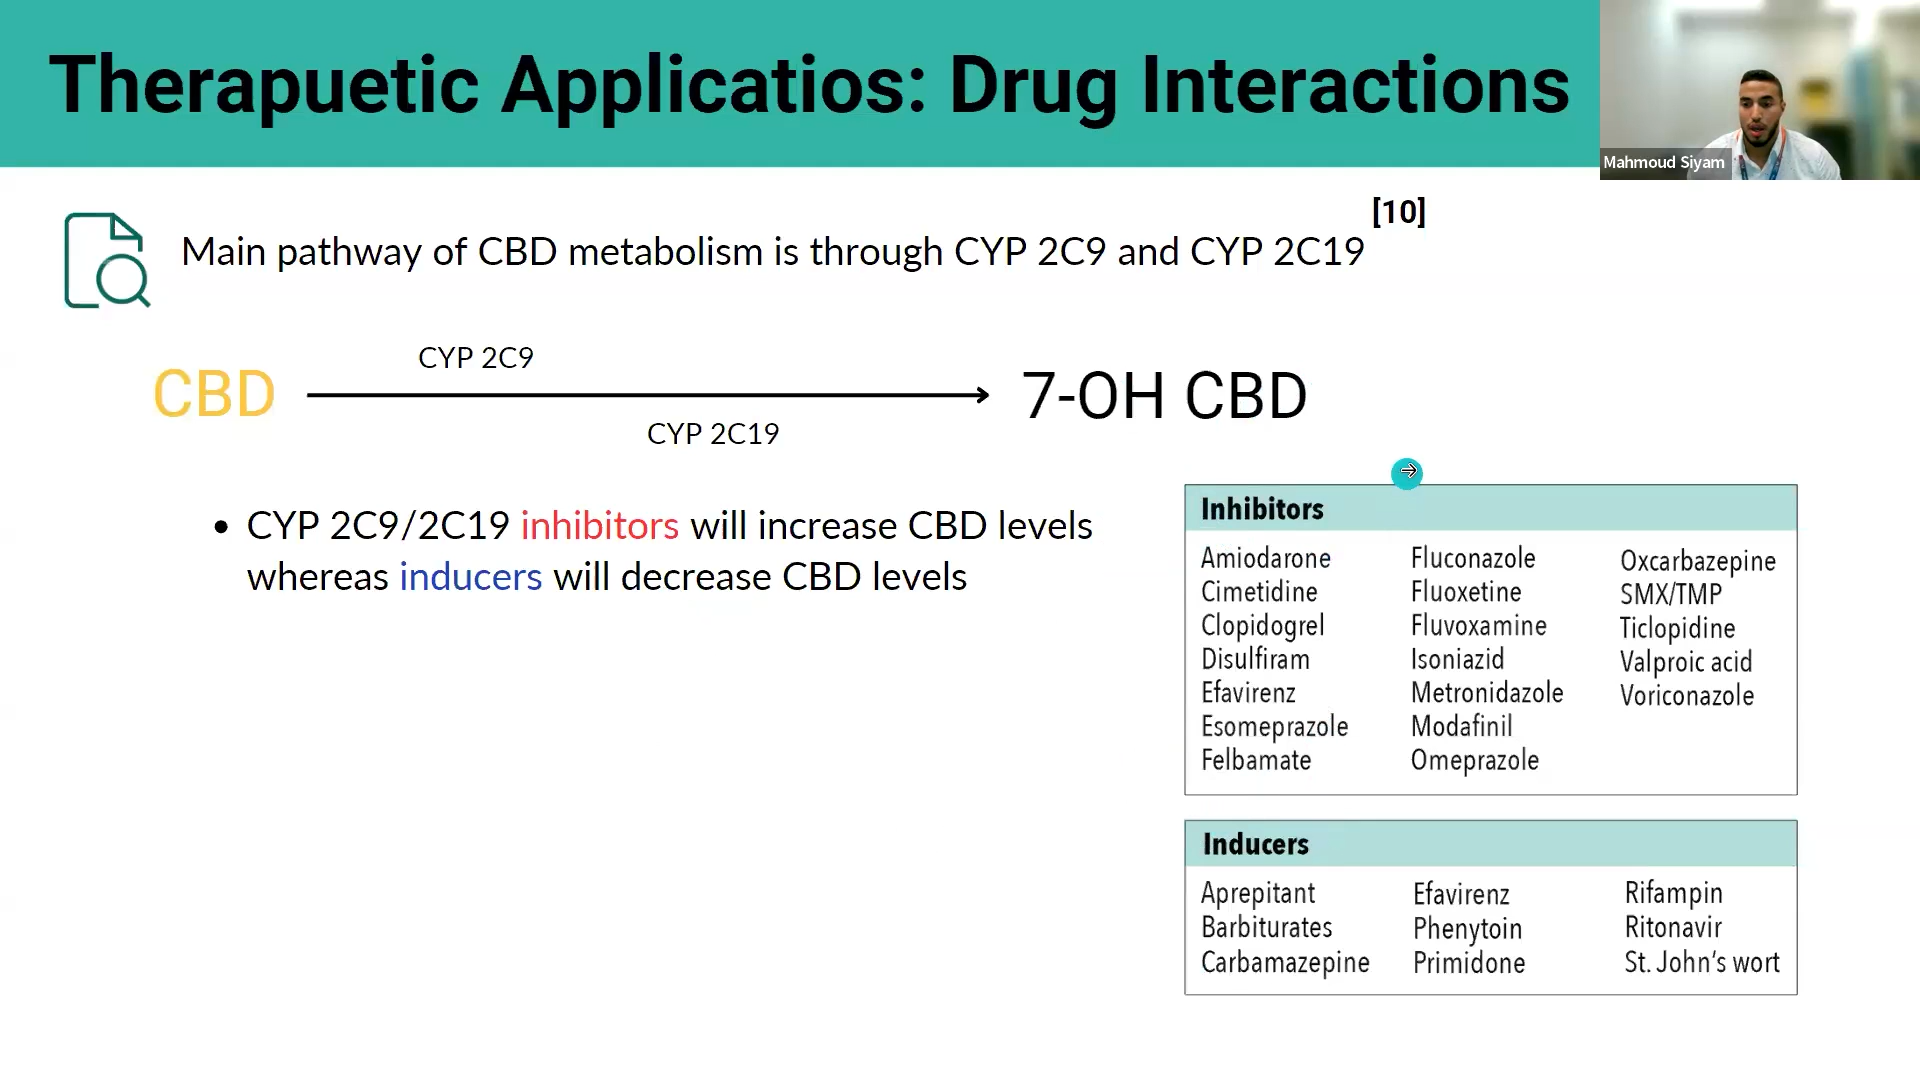 Therapuetic Applicatios: Drug Interactions
Mahmoud Siyam
Main pathway of CBD metabolism is through CYP 2C9 and CYP 2C19 [10]
CYP 2C9
CBD
7-OH CBD
CYP 2C19
• CYP 2C9/2C19 inhibitors will increase CBD levels
whereas inducers will decrease CBD levels
Inhibitors
Amiodarone
Cimetidine
Clopidogrel
Disulfiram
Efavirenz
Esomeprazole
Felbamate
Fluconazole
Fluoxetine
Fluvoxamine
Isoniazid
Metronidazole
Modafinil
Omeprazole
Oxcarbazepine
SMX/TMP
Ticlopidine
Valproic acid
Voriconazole
Inducers
Aprepitant
Barbiturates
Carbamazepine
Efavirenz
Phenytoin
Primidone
Rifampin
Ritonavir
St. John's wort